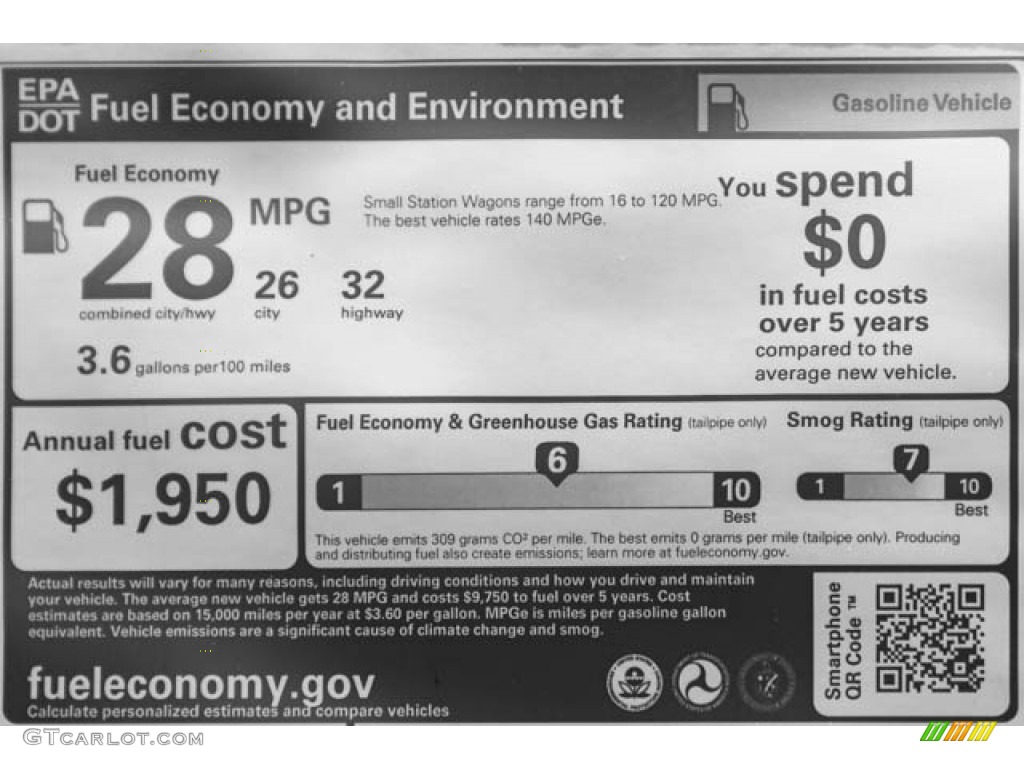 EPA
DOT
Fuel Economy and Environment
Gasoline Vehicle
Fuel Economy
28 MPG
Small Station Wagons range from 16 to 120 MPG.
The best vehicle rates 140 MPGe.
You spend
$0
in fuel costs
over 5 years
compared to the
average new vehicle.
26 32
combined city/hwy city highway
3.6 gallons per100 miles
Annual fuel cost
$1,950
Fuel Economy & Greenhouse Gas Rating (tailpipe only)
6
1 10
Best
Smog Rating (tailpipe only)
7
1 10
Best
This vehicle emits 309 grams CO² per mile. The best emits 0 grams per mile (tailpipe only). Producing
and distributing fuel also create emissions; learn more at fueleconomy.gov.
Actual results will vary for many reasons, including driving conditions and how you drive and maintain
your vehicle. The average new vehicle gets 28 MPG and costs $9,750 to fuel over 5 years. Cost
estimates are based on 15,000 miles per year at $3.60 per gallon. MPGe is miles per gasoline gallon
equivalent. Vehicle emissions are a significant cause of climate change and smog.
fueleconomy.gov
Calculate personalized estimates and compare vehicles
Smartphone
QR Code ™
GTCARLOT.COM